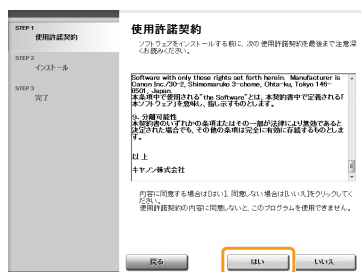 STEP 1
使用許諾契約
STEP 2
インストール
STEP 3
完了
使用許諾契約
ソフトウェアをインストールする前に、次の使用許諾契約を最後まで注意深
くお読みください。
Software with only those rights set forth herein. Manufacturer is
Canon Inc./30-2, Shimomaruko 3-chome, Ohta-ku, Tokyo 146-
8501, Japan.
本条項中で使用される"the Software"とは、本契約書中で定義される「
本ソフトウェア」を意味し、指し示すものとします。
9. 分離可能性
本契約書のいずれかの条項またはその一部が法律により無効であると
決定された場合でも、その他の条項は完全に有効に存続するものとしま
す。
以 上
キヤノン株式会社
内容に同意する場合は[はい]、同意しない場合は[いいえ]をクリックしてく
ださい。
使用許諾契約の内容に同意しないと、このプログラムを使用できません。
戻る
はい
いいえ